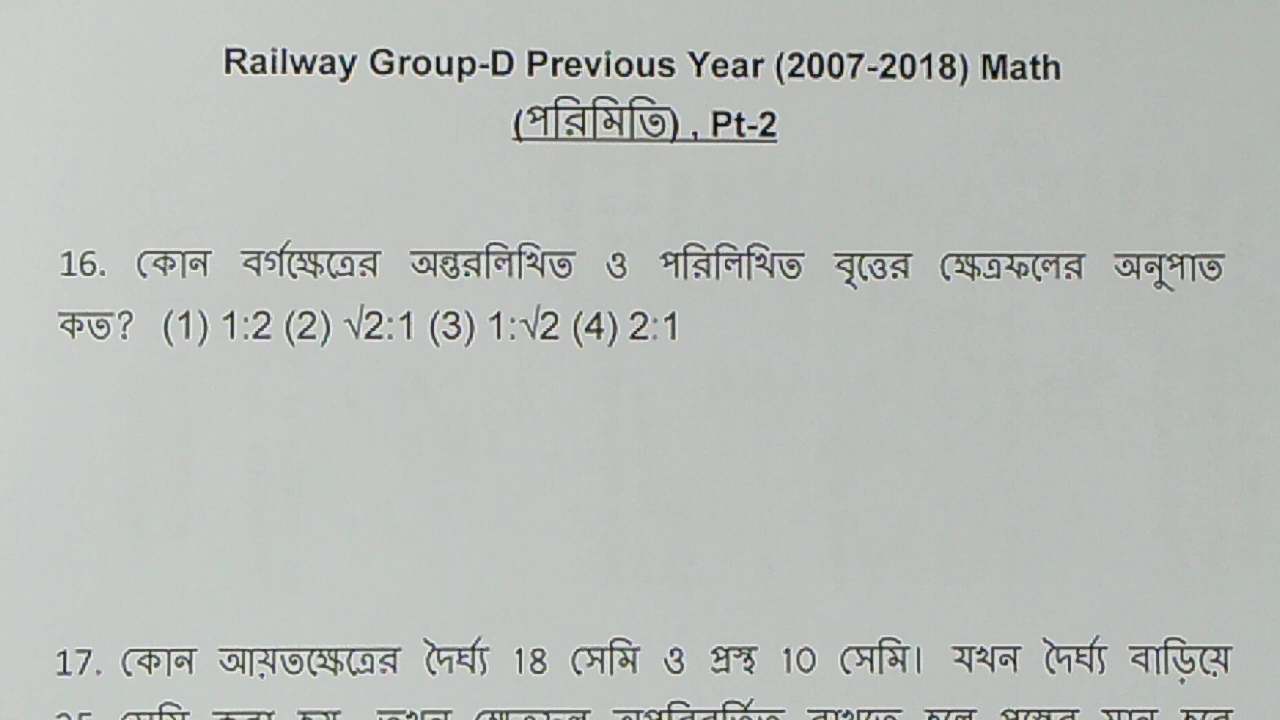 Railway Group-D Previous Year (2007-2018) Math
(পরিমিতি) , Pt-2
16. কোন বর্গক্ষেত্রের অন্তরলিখিত ও পরিলিখিত বৃত্তের ক্ষেত্রফলের অনুপাত
কত? (1) 1:2 (2) √2:1 (3) 1:√2 (4) 2:1
17. কোন আয়তক্ষেত্রের দৈর্ঘ্য 18 সেমি ও প্রস্থ 10 সেমি। যখন দৈর্ঘ্য বাড়িয়ে